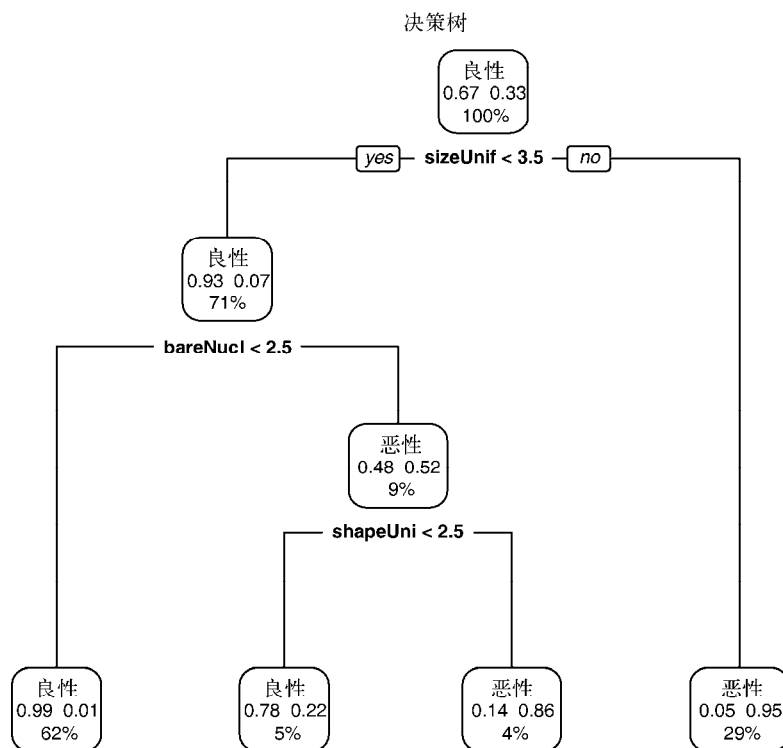 决策树
良性
0.67 0.33
100%
yes sizeUnif < 3.5 no
良性
0.93 0.07
71%
bareNucl < 2.5
恶性
0.48 0.52
9%
shapeUni < 2.5
良性
0.99 0.01
62%
良性
0.78 0.22
5%
恶性
0.14 0.86
4%
恶性
0.05 0.95
29%